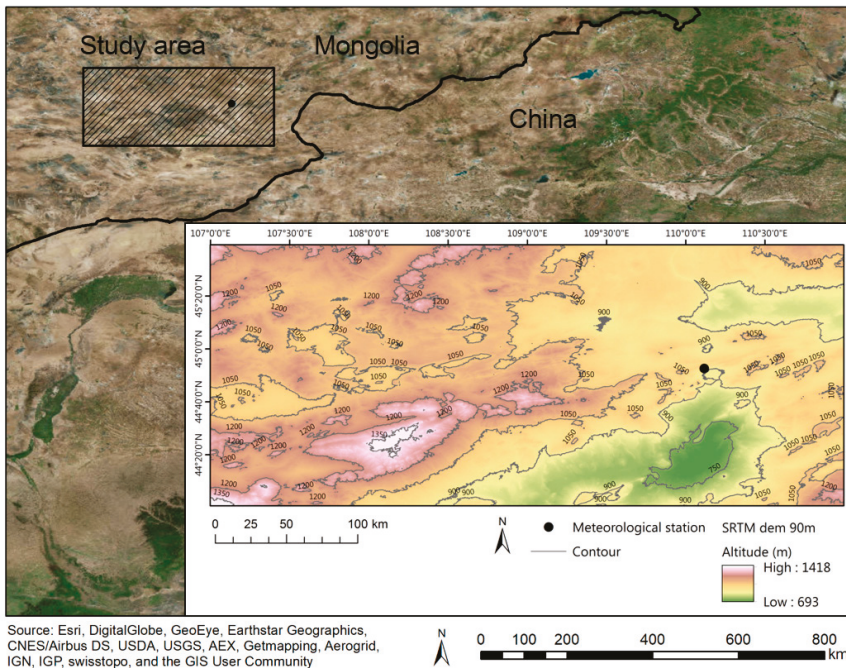 Study area
Mongolia
China
107°0'0"E 107°30'0"E 108°0'0"E 108°30'0"E 109°0'0"E 109°30'0"E 110°0'0"E 110°30'0"E
45°20'0"N
45°0'0"N
44°40'0"N
44°20'0"N
1200
1050
900
1350
750
0 25 50 100 km
N
Meteorological station
Contour
SRTM dem 90m
Altitude (m)
High : 1418
Low : 693
Source: Esri, DigitalGlobe, GeoEye, Earthstar Geographics,
CNES/Airbus DS, USDA, USGS, AEX, Getmapping, Aerogrid,
IGN, IGP, swisstopo, and the GIS User Community
N
0 100 200 400 600 800
km